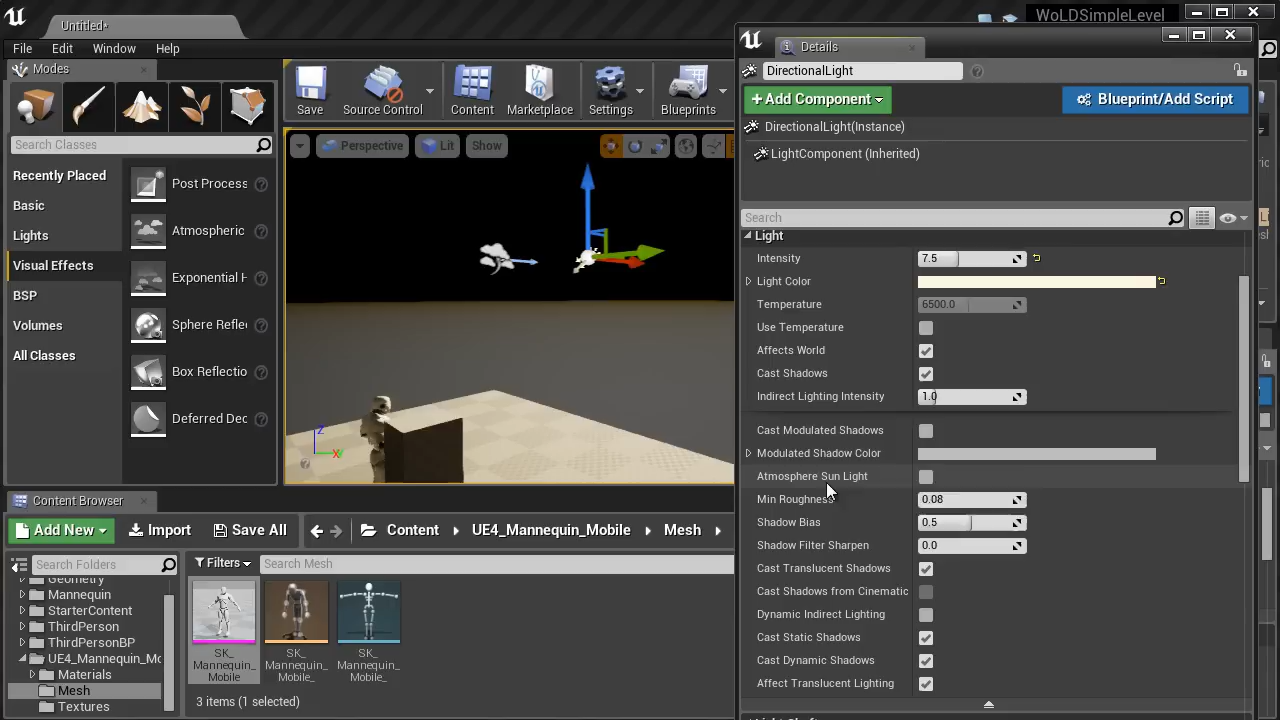 Untitled*
WoLDSimpleLevel
File Edit Window Help
Modes
Search Classes
Recently Placed
Basic
Lights
Visual Effects
BSP
Volumes
All Classes
Post Process
Atmospheric
Exponential H
Sphere Refle
Box Reflectio
Deferred Dec
Save
Source Control
Content
Marketplace
Settings
Blueprints
Perspective
Lit
Show
Z
X
Content Browser
Add New
Import
Save All
Content
UE4_Mannequin_Mobile
Mesh
Search Folders
Filters
Search Mesh
Geometry
Mannequin
StarterContent
ThirdPerson
ThirdPersonBP
UE4_Mannequin_Mo
Materials
Mesh
Textures
SK_
Mannequin_
Mobile
SK_
Mannequin_
Mobile_
SK_
Mannequin_
Mobile_
3 items (1 selected)
Details
DirectionalLight
+Add Component
Blueprint/Add Script
DirectionalLight(Instance)
LightComponent (Inherited)
Search
Light
Intensity 7.5
Light Color
Temperature 6500.0
Use Temperature
Affects World
Cast Shadows
Indirect Lighting Intensity 1.0
Cast Modulated Shadows
Modulated Shadow Color
Atmosphere Sun Light
Min Roughness 0.08
Shadow Bias 0.5
Shadow Filter Sharpen 0.0
Cast Translucent Shadows
Cast Shadows from Cinematic
Dynamic Indirect Lighting
Cast Static Shadows
Cast Dynamic Shadows
Affect Translucent Lighting